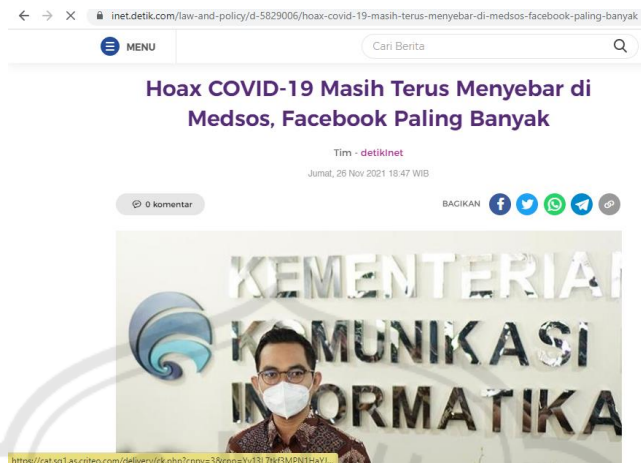 inet.detik.com/law-and-policy/d-5829006/hoax-covid-19-masih-terus-menyebar-di-medsos-facebook-paling-banyak
MENU
Cari Berita
Hoax COVID-19 Masih Terus Menyebar di
Medsos, Facebook Paling Banyak
Tim - detikInet
Jumat, 26 Nov 2021 18:47 WIB
0 komentar
BAGIKAN
KEMENTERIA
KOMUNIKASI
INFORMATIKA